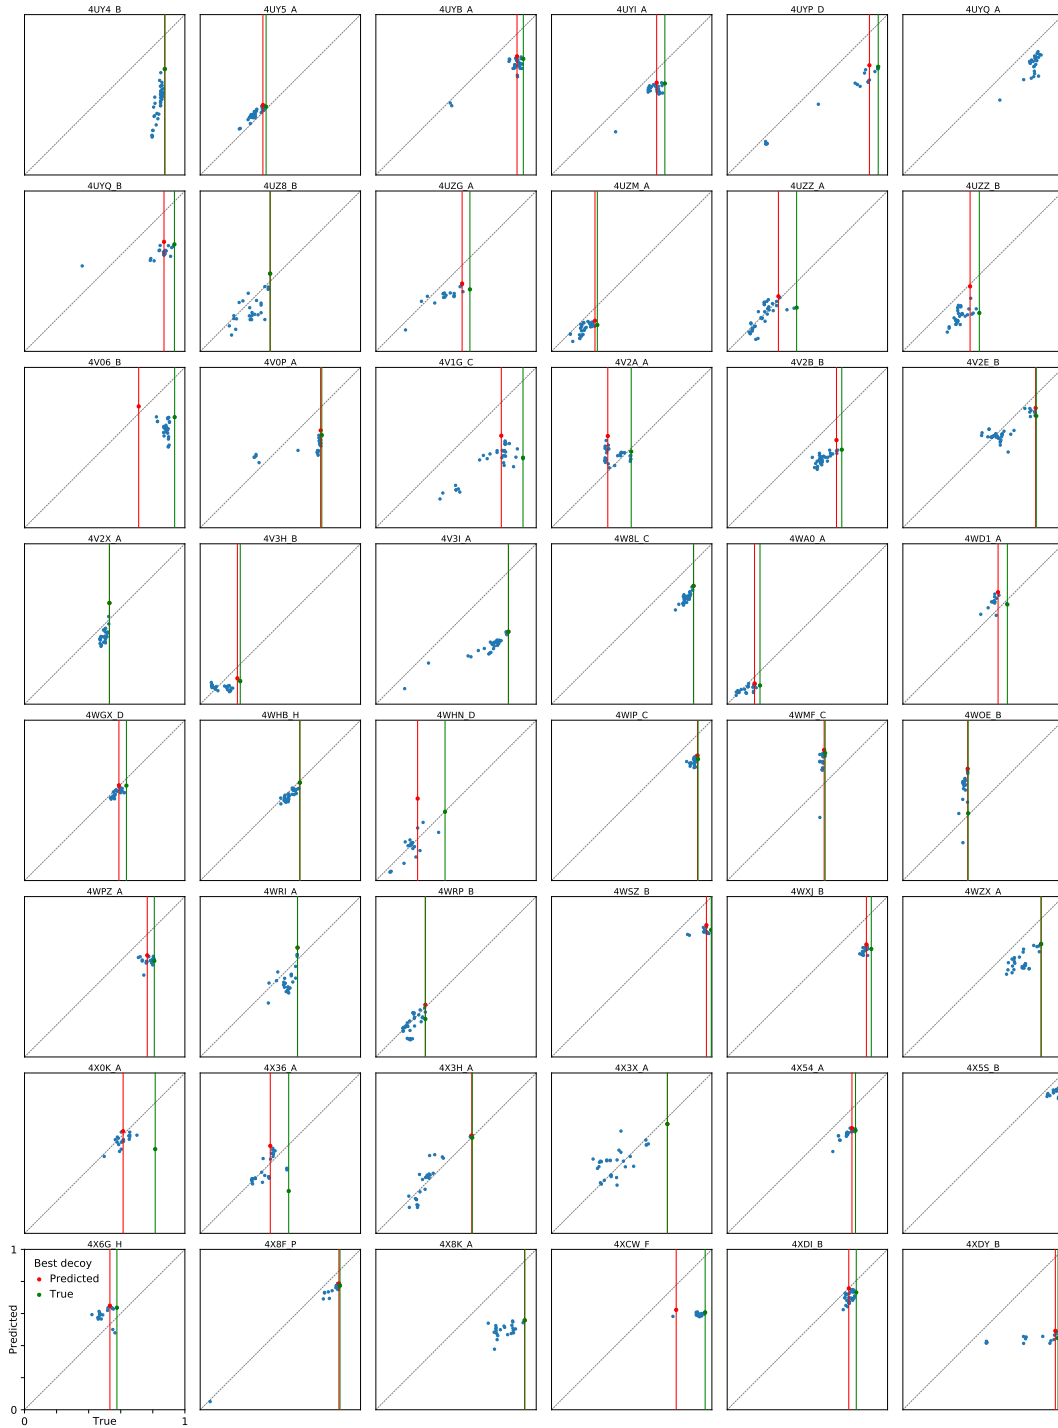 4UY4_B 4UY5_A 4UYB_A 4UYI_A 4UYP_D 4UYQ_A
4UYQ_B 4UZ8_B 4UZG_A 4UZM_A 4UZZ_A 4UZZ_B
4V06_B 4V0P_A 4V1G_C 4V2A_A 4V2B_B 4V2E_B
4V2X_A 4V3H_B 4V3I_A 4W8L_C 4WA0_A 4WD1_A
4WGX_D 4WHB_H 4WHN_D 4WIP_C 4WMF_C 4WOE_B
4WPZ_A 4WRI_A 4WRP_B 4WSZ_B 4WXJ_B 4WZX_A
4X0K_A 4X36_A 4X3H_A 4X3X_A 4X54_A 4X5S_B
4X6G_H 4X8F_P 4X8K_A 4XCW_F 4XDI_B 4XDY_B
1
Best decoy
Predicted
True
Predicted
0
0 True 1